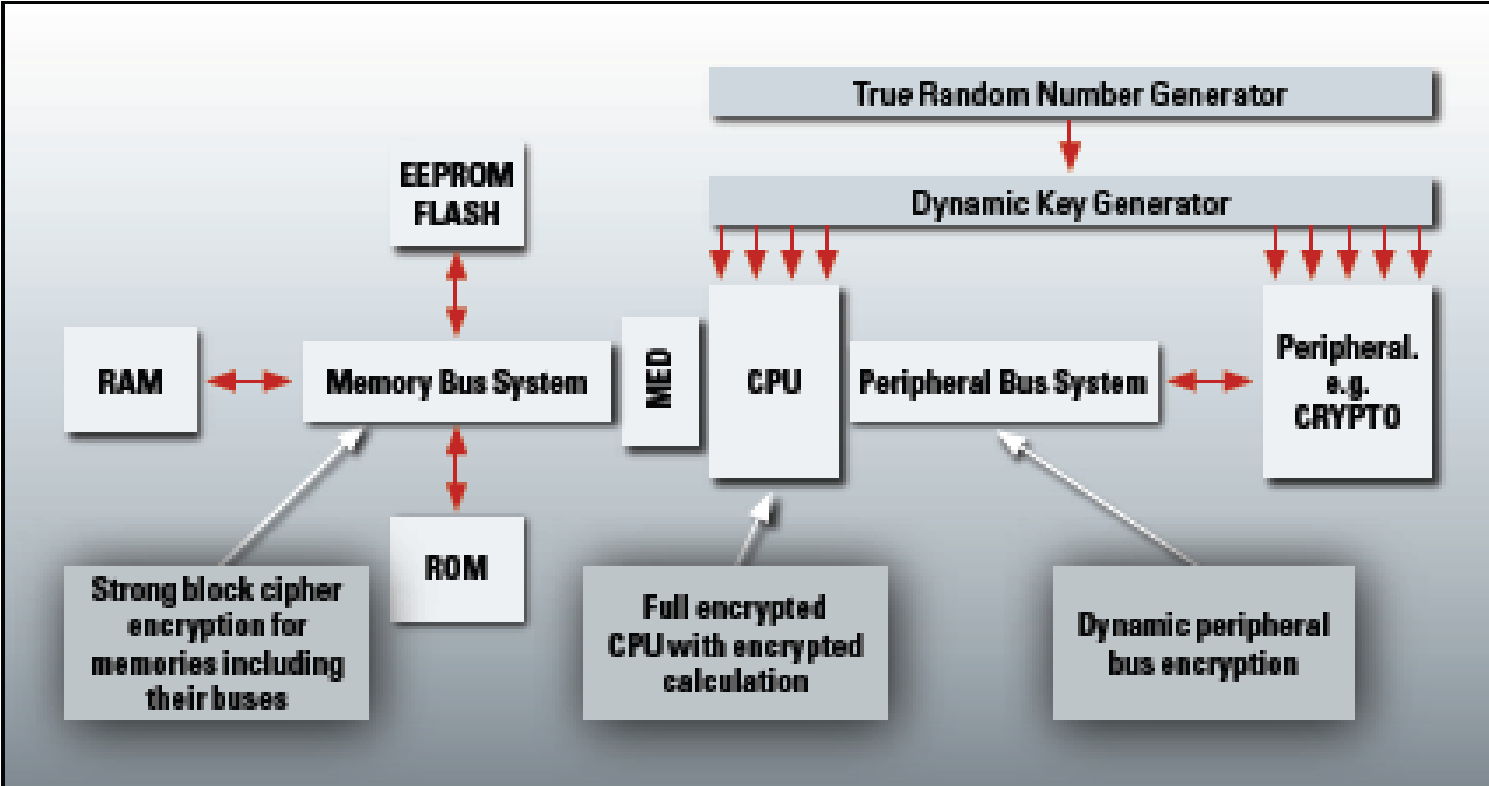 True Random Number Generator
Dynamic Key Generator
EEPROM
FLASH
RAM
Memory Bus System
MED
CPU
Peripheral Bus System
Peripheral.
e.g.
CRYPTO
ROM
Strong block cipher
encryption for
memories including
their buses
Full encrypted
CPU with encrypted
calculation
Dynamic peripheral
bus encryption